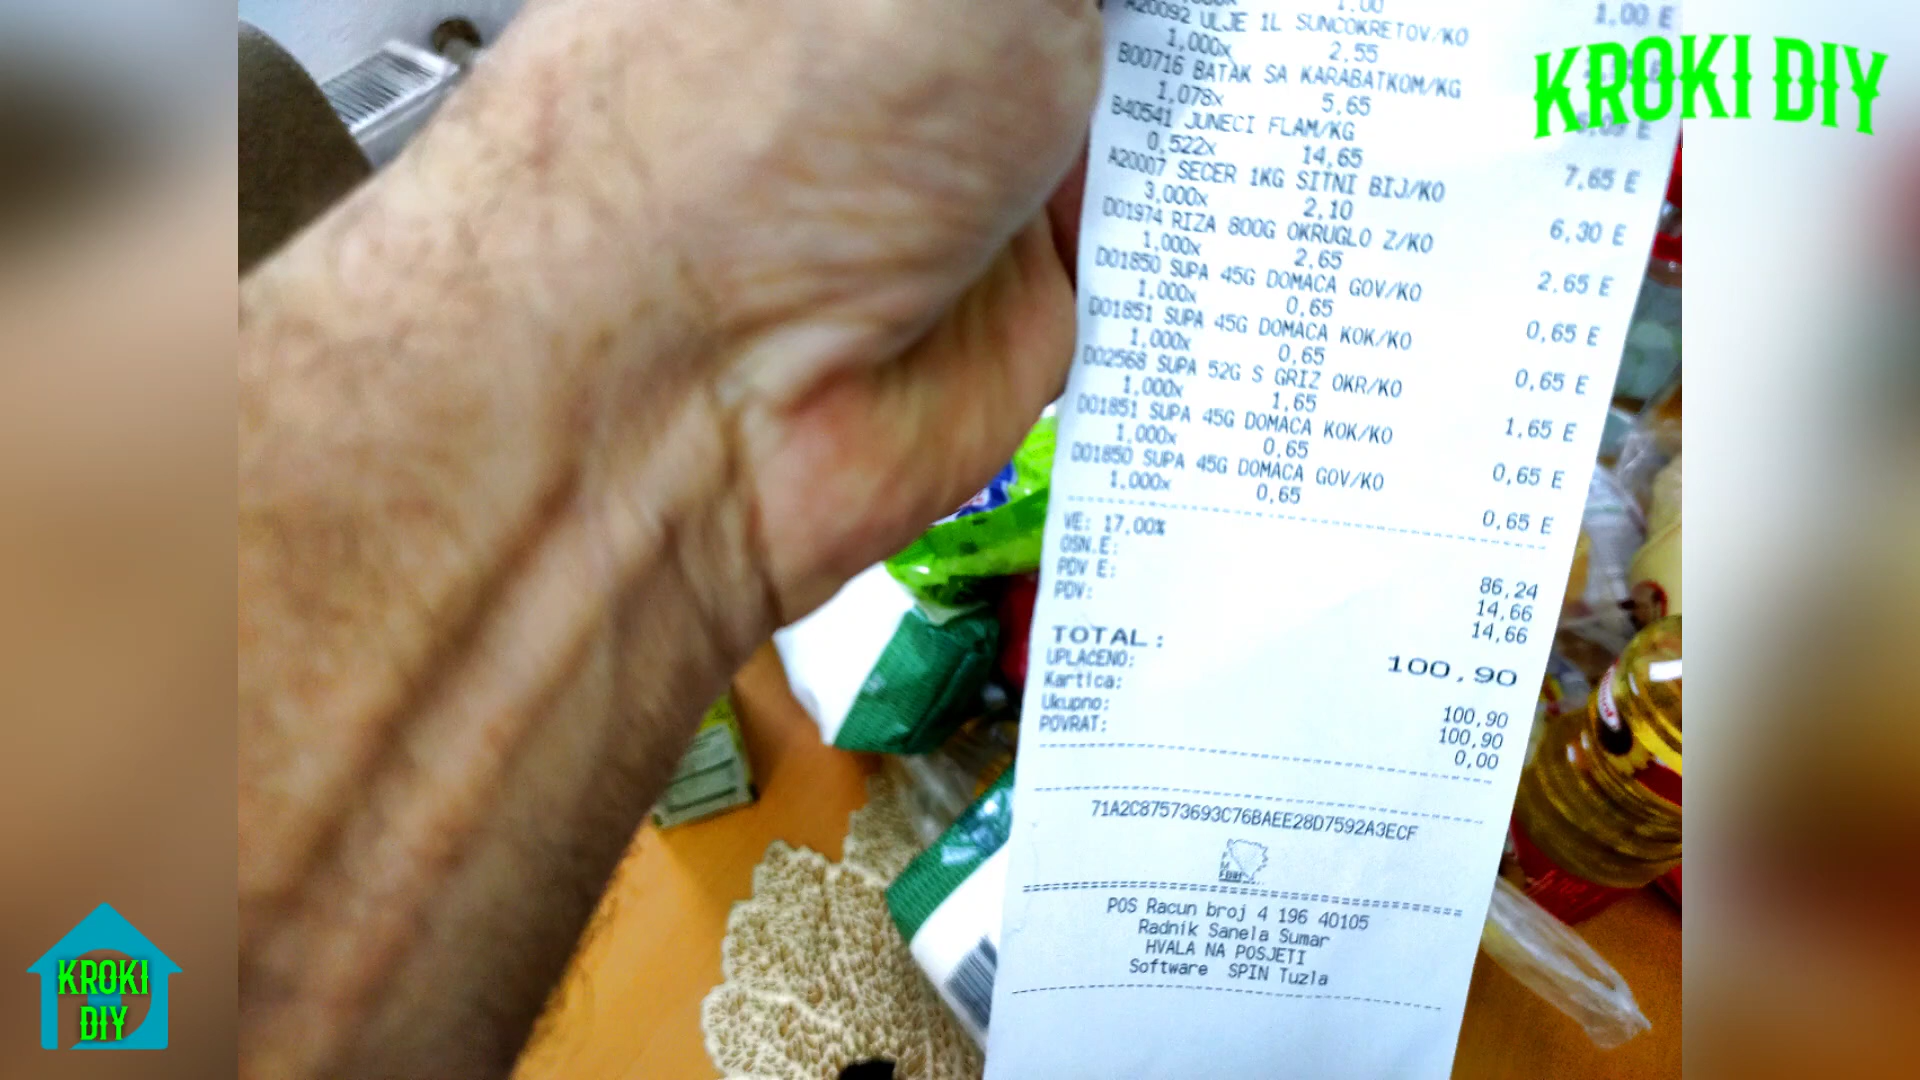 1,00
1,00 E
A20092 ULJE 1L SUNCOKRETOV/KO
1,000x 2,55
B00716 BATAK SA KARABATKOM/KG
1,078x 5,65
B40541 JUNECI FLAM/KG
0,522x 14,65 7,65 E
A20007 SECER 1KG SITNI BIJ/KO
3,000x 2,10 6,30 E
D01974 RIZA 800G OKRUGLO Z/KO
1,000x 2,65 2,65 E
D01850 SUPA 45G DOMACA GOV/KO
1,000x 0,65 0,65 E
D01851 SUPA 45G DOMACA KOK/KO
1,000x 0,65 0,65 E
D02568 SUPA 52G S GRIZ OKR/KO
1,000x 1,65 1,65 E
D01851 SUPA 45G DOMACA KOK/KO
1,000x 0,65 0,65 E
D01850 SUPA 45G DOMACA GOV/KO
1,000x 0,65 0,65 E
VE: 17,00%
OSN.E: 86,24
PDV E: 14,66
PDV: 14,66
TOTAL: 100,90
UPLACENO:
Kartica: 100,90
Ukupno: 100,90
POVRAT: 0,00
71A2C87573693C76BAEE28D7592A3ECF
POS Racun broj 4 196 40105
Radnik Sanela Sumar
HVALA NA POSJETI
Software SPIN Tuzla
KROKI DIY
KROKI
DIY